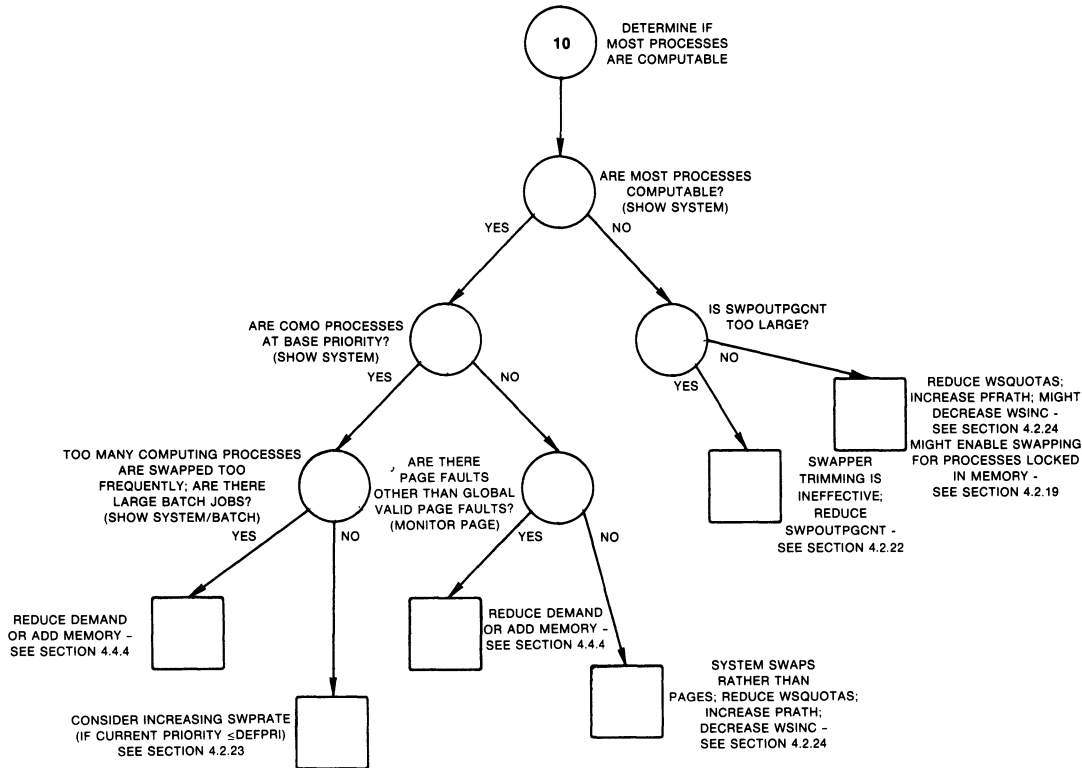 10
DETERMINE IF
MOST PROCESSES
ARE COMPUTABLE
ARE MOST PROCESSES
COMPUTABLE?
(SHOW SYSTEM)
YES
NO
ARE COMO PROCESSES
AT BASE PRIORITY?
(SHOW SYSTEM)
YES
NO
IS SWPOUTPGCNT
TOO LARGE?
YES
NO
TOO MANY COMPUTING PROCESSES
ARE SWAPPED TOO
FREQUENTLY; ARE THERE
LARGE BATCH JOBS?
(SHOW SYSTEM/BATCH)
YES
NO
ARE THERE
PAGE FAULTS
OTHER THAN GLOBAL
VALID PAGE FAULTS?
(MONITOR PAGE)
YES
NO
SWAPPER
TRIMMING IS
INEFFECTIVE;
REDUCE
SWPOUTPGCNT -
SEE SECTION 4.2.22
REDUCE WSQUOTAS;
INCREASE PFRATH; MIGHT
DECREASE WSINC -
SEE SECTION 4.2.24
MIGHT ENABLE SWAPPING
FOR PROCESSES LOCKED
IN MEMORY -
SEE SECTION 4.2.19
REDUCE DEMAND
OR ADD MEMORY -
SEE SECTION 4.4.4
CONSIDER INCREASING SWPRATE
(IF CURRENT PRIORITY ≤DEFPRI)
SEE SECTION 4.2.23
REDUCE DEMAND
OR ADD MEMORY -
SEE SECTION 4.4.4
SYSTEM SWAPS
RATHER THAN
PAGES; REDUCE WSQUOTAS;
INCREASE PRATH;
DECREASE WSINC -
SEE SECTION 4.2.24